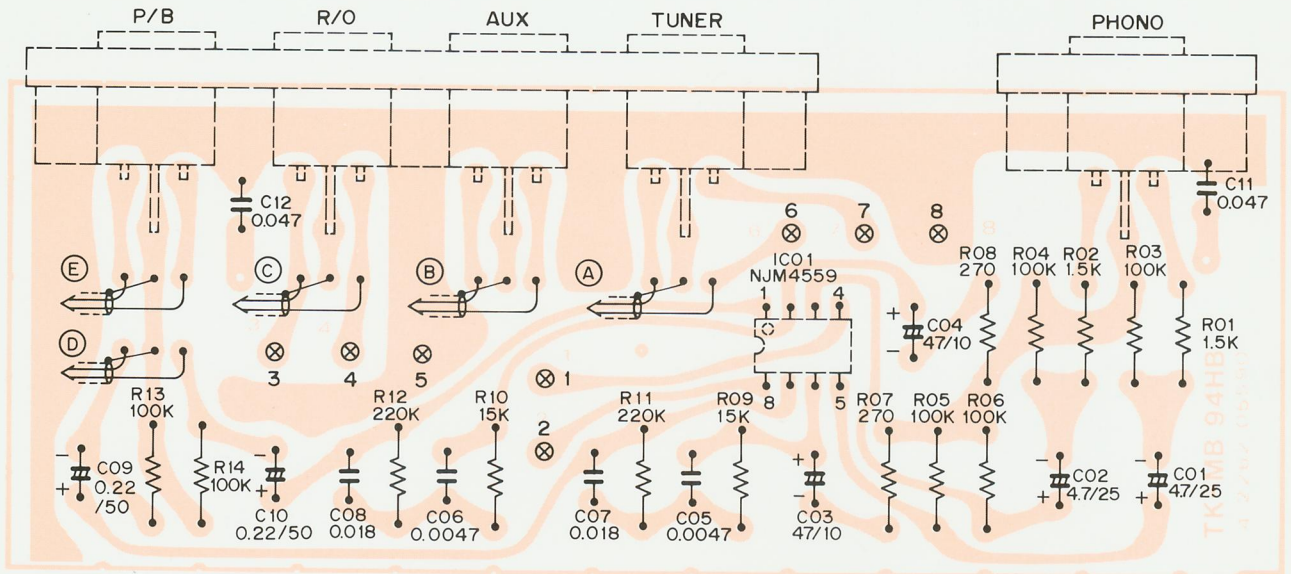 P/B
R/O
AUX
TUNER
PHONO
C12
0.047
C11
0.047
6
7
8
IC01
NJM4559
1
4
8
5
E
C
B
A
D
R08
270
R04
100K
R02
1.5K
R03
100K
R01
1.5K
+
C04
47/10
−
3
4
5
1
2
R13
100K
R12
220K
R10
15K
R11
220K
R09
15K
R07
270
R05
100K
R06
100K
−
C09
0.22
/50
+
R14
100K
−
+
C10
0.22/50
C08
0.018
C06
0.0047
C07
0.018
C05
0.0047
+
−
C03
47/10
−
C02
4.7/25
+
−
C01
4.7/25
+
TKMB 94HB